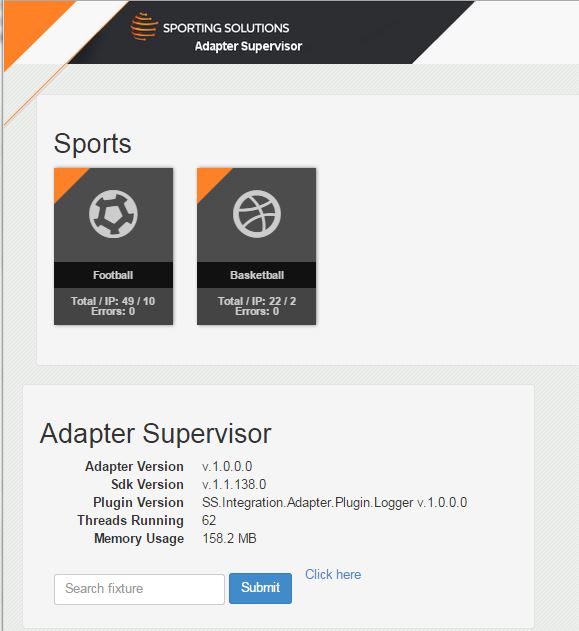 SPORTING SOLUTIONS
Adapter Supervisor
Sports
Football
Total / IP: 49 / 10
Errors: 0
Basketball
Total / IP: 22 / 2
Errors: 0
Adapter Supervisor
Adapter Version v.1.0.0.0
Sdk Version v.1.1.138.0
Plugin Version SS.Integration.Adapter.Plugin.Logger v.1.0.0.0
Threads Running 62
Memory Usage 158.2 MB
Search fixture Submit Click here